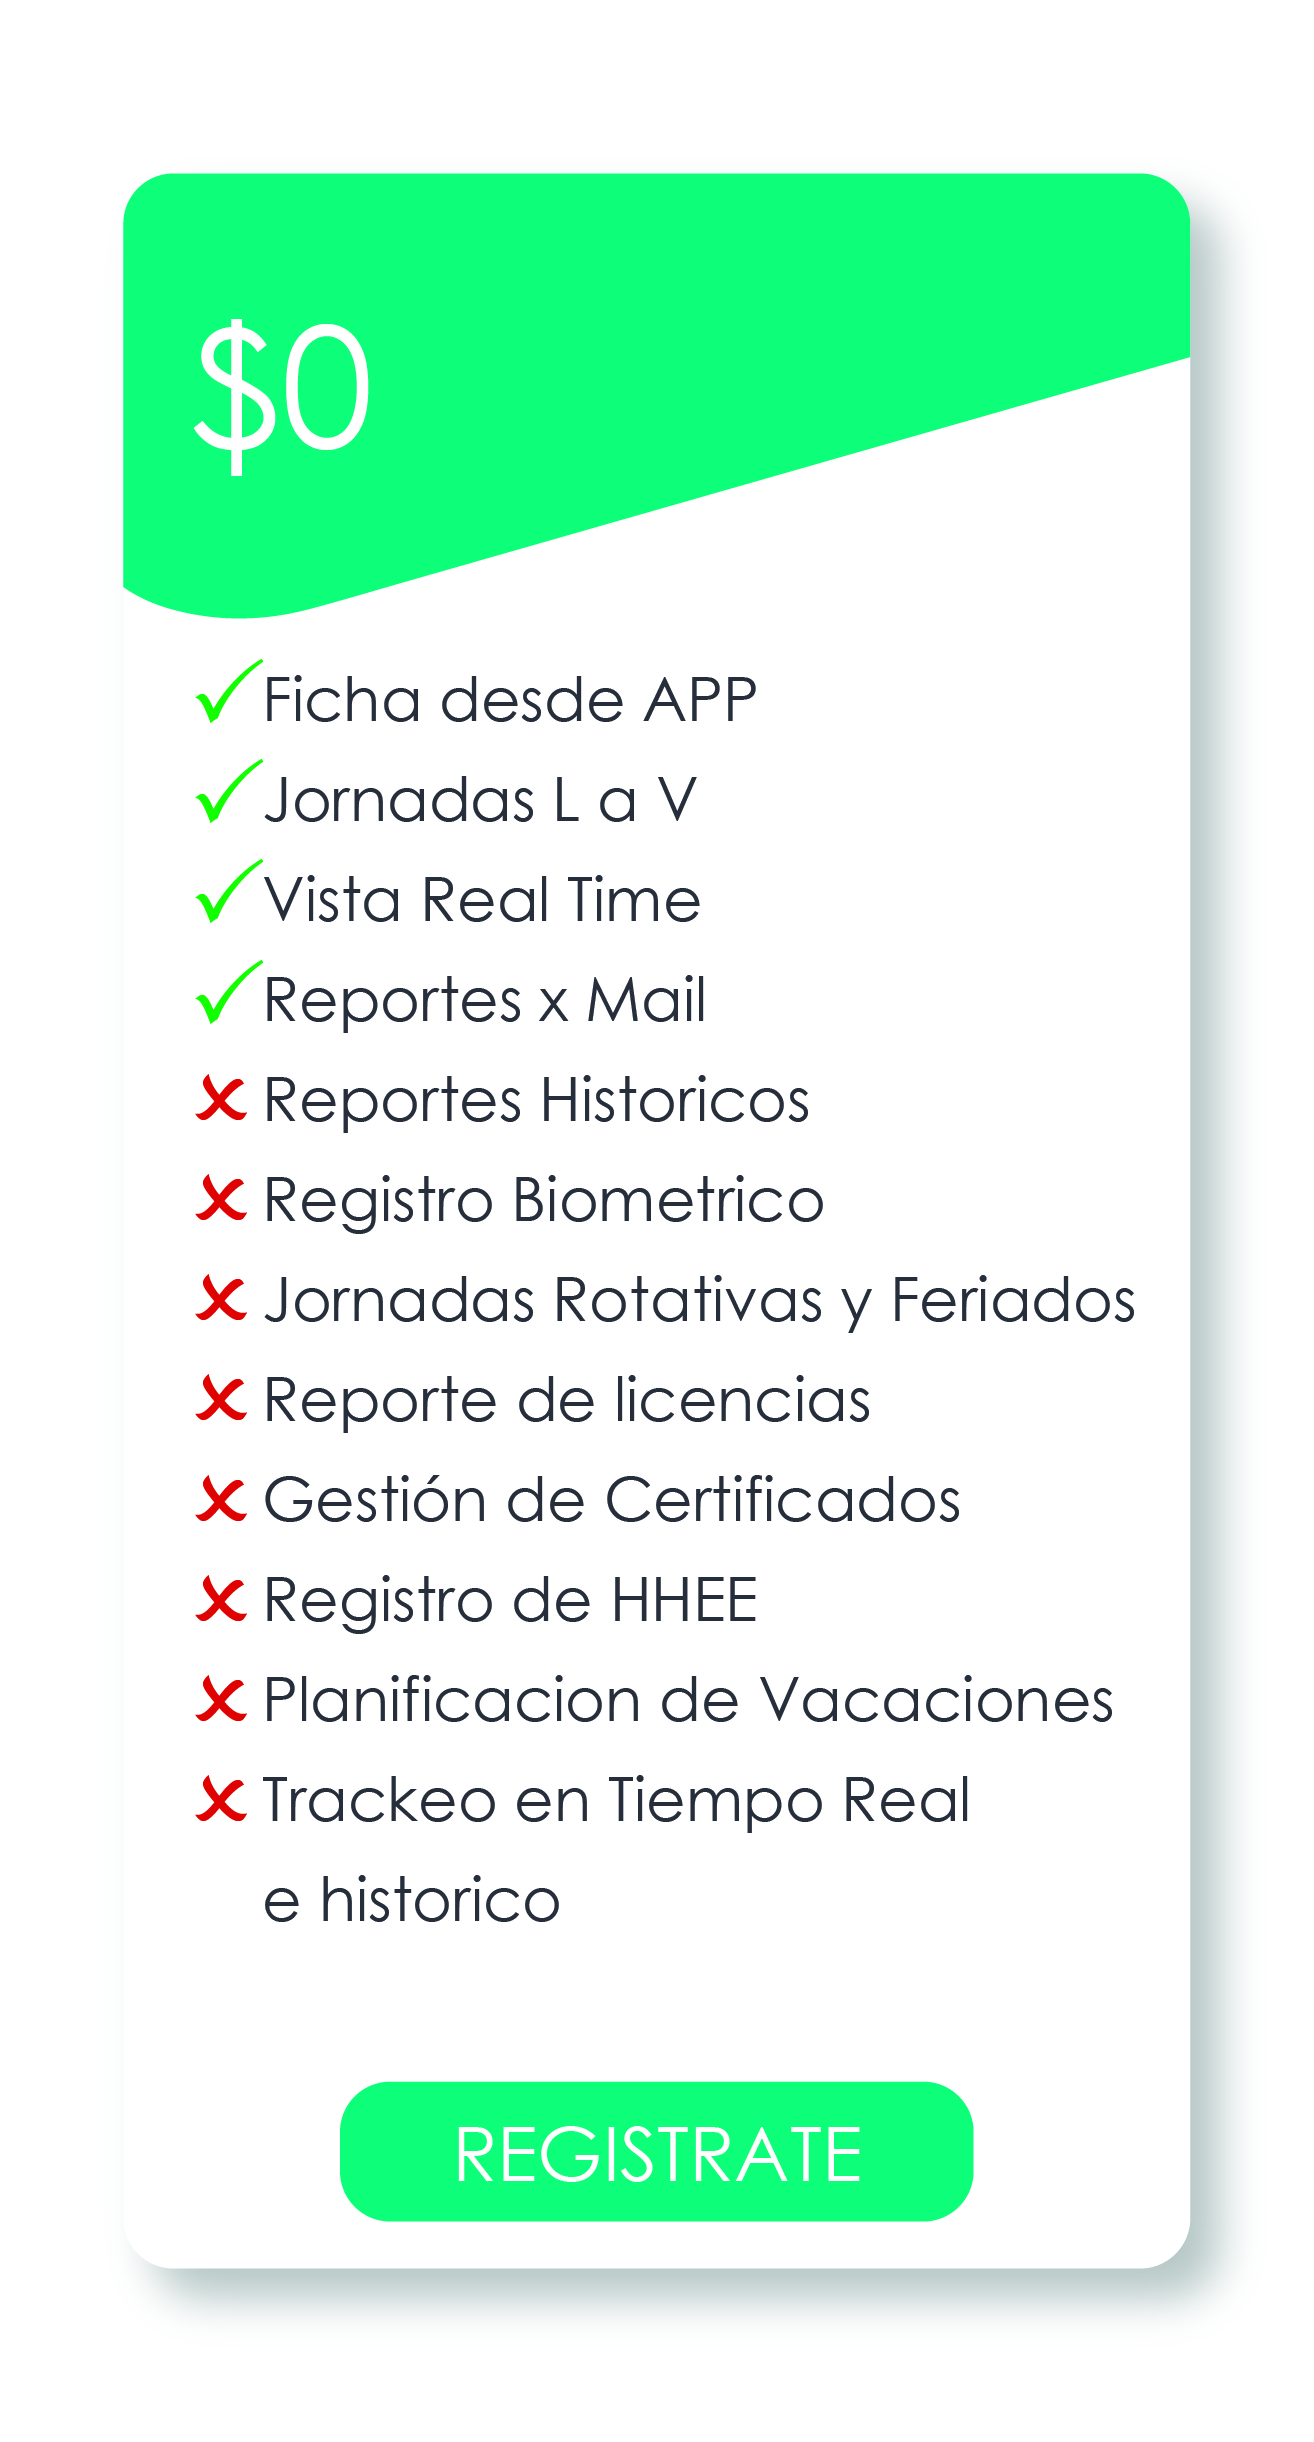 $0
Ficha desde APP
Jornadas L a V
Vista Real Time
Reportes x Mail
Reportes Historicos
Registro Biometrico
Jornadas Rotativas y Feriados
Reporte de licencias
Gestión de Certificados
Registro de HHEE
Planificacion de Vacaciones
Trackeo en Tiempo Real
e historico
REGISTRATE